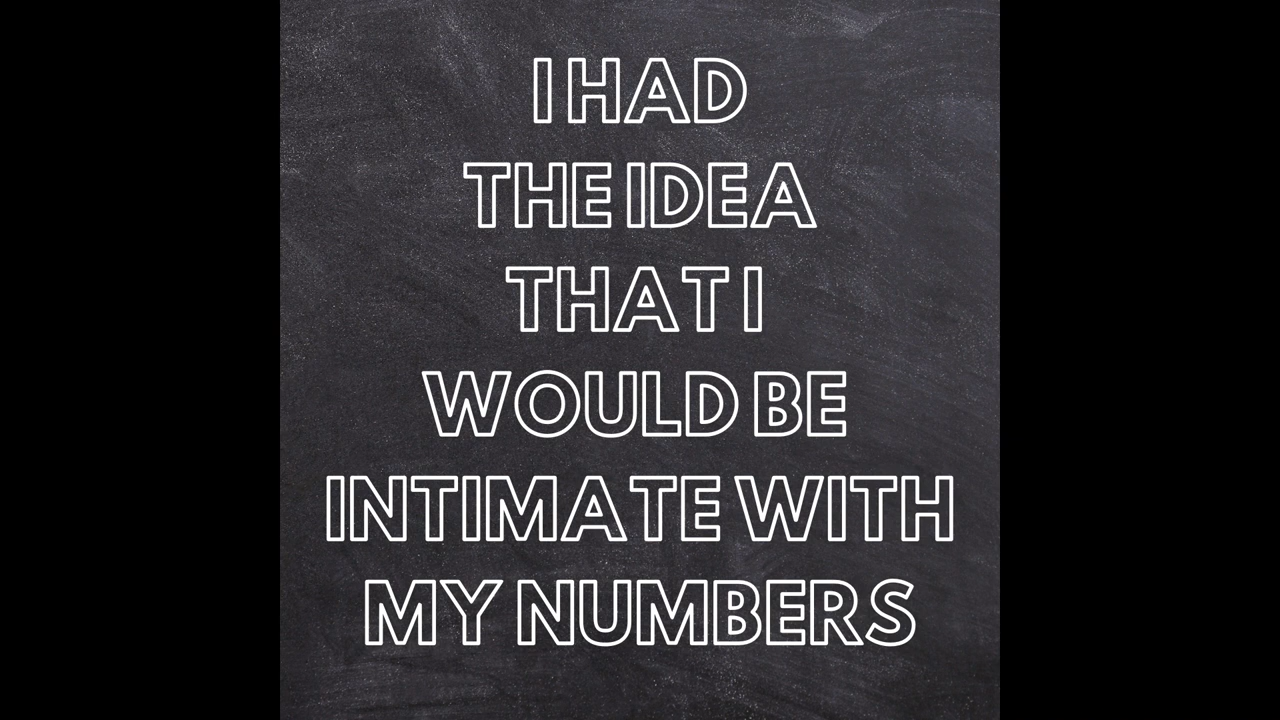 I HAD
THE IDEA
THAT I
WOULD BE
INTIMATE WITH
MY NUMBERS